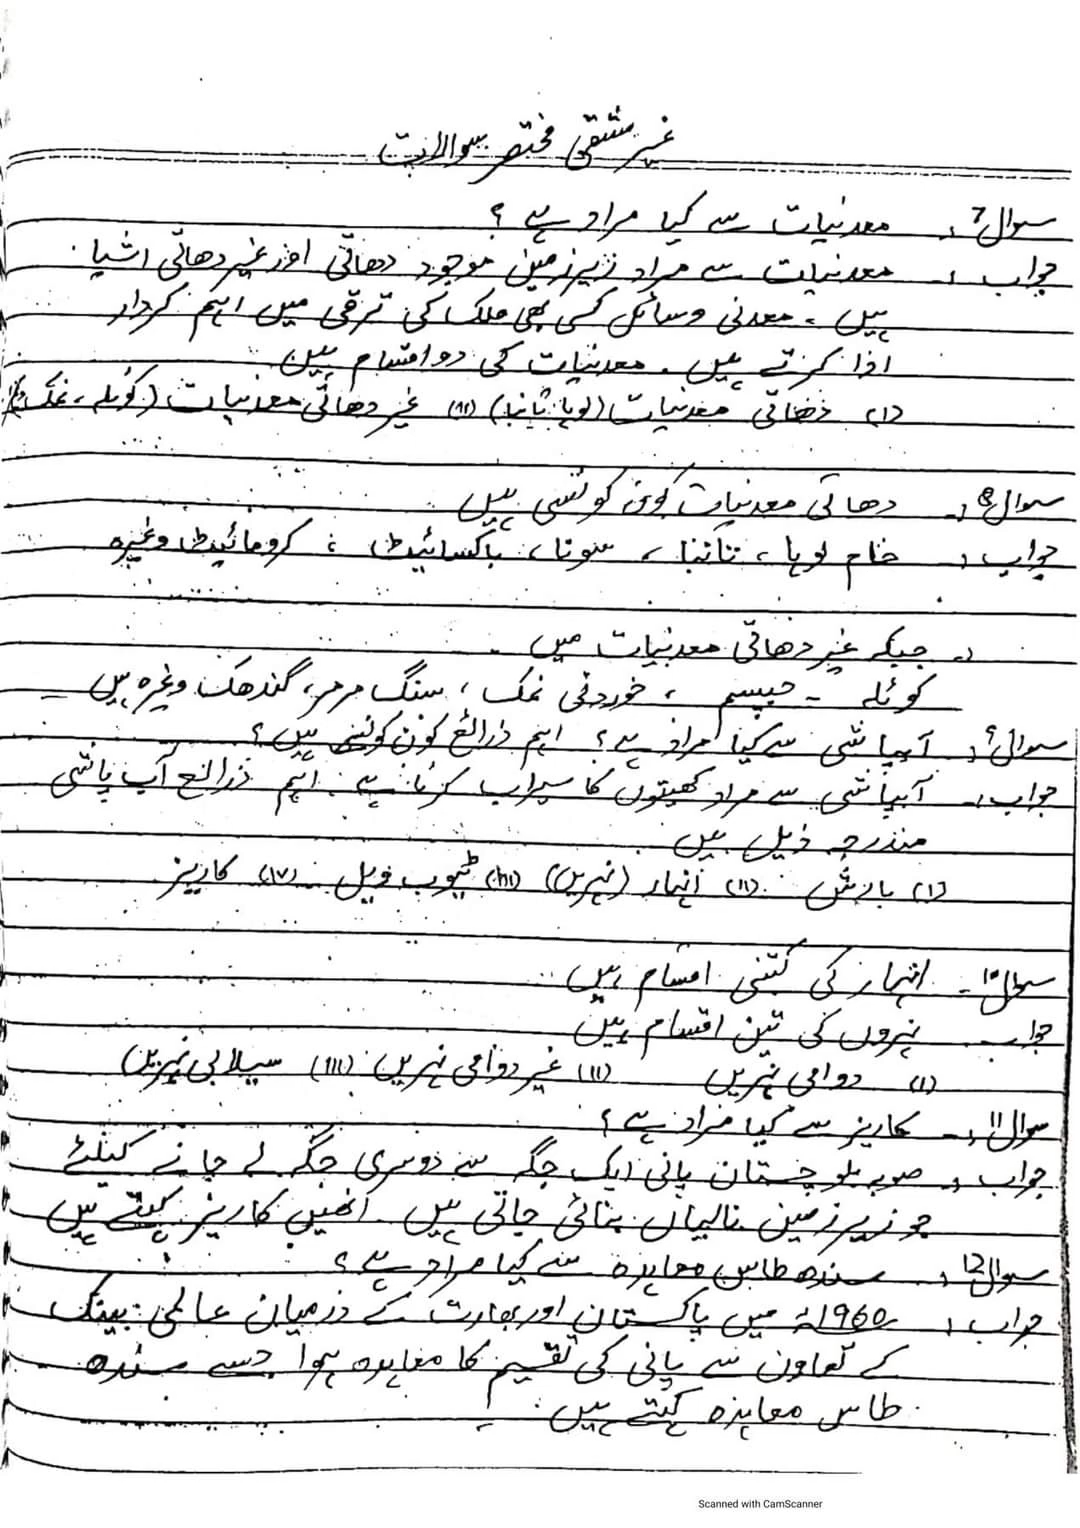 غیر مشقی مختصر سوالات
سوال 7: معدنیات سے کیا مراد ہے ؟
جواب: معدنیات سے مراد زیر زمین موجود دھاتی اور غیر دھاتی اشیا
ہیں ۔ معدنی وسائل کسی بھی ملک کی ترقی میں اہم کردار
ادا کرتے ہیں ۔ معدنیات کی دو اقسام ہیں
(i) دھاتی معدنیات (لوہا، تانبا) (ii) غیر دھاتی معدنیات (کوئلہ، نمک
سوال 8: دھاتی معدنیات کون کونسی ہیں
جواب: خام لوہا ، تانبا ، سونا ، باکسائیٹ ، کرومائیٹ وغیرہ
۔ جبکہ غیر دھاتی معدنیات میں
کوئلہ ۔ جپسم ، خوردنی نمک ، سنگ مرمر، گندھک وغیرہ ہیں ۔
سوال 9: آبپاشی سے کیا مراد ہے ؟ اہم ذرائع کون کونسے ہیں ؟
جواب: آبپاشی سے مراد کھیتوں کا سیراب کرنا ہے ۔ اہم ذرائع آب پاشی
مندرجہ ذیل ہیں
(i) بارش (ii) انہار (نہریں) (iii) ٹیوب ویل (iv) کاریز
سوال 10۔ انہار کی کتنی اقسام ہیں
جواب نہروں کی تین اقسام ہیں
(i) دوامی نہریں (ii) غیر دوامی نہریں (iii) سیلابی نہریں
سوال 11: کاریز سے کیا مراد ہے ؟
جواب: صوبہ بلوچستان پانی ایک جگہ سے دوسری جگہ لے جانے کیلئے
جو زیر زمین نالیاں بنائی جاتی ہیں انھیں کاریز کہتے ہیں
سوال 12: سندھ طاس معاہدہ سے کیا مراد ہے ؟
جواب: 1960ء میں پاکستان اور بھارت کے درمیان عالمی بینک
کے تعاون سے پانی کی تقسیم کا معاہدہ ہوا جسے سندھ
طاس معاہدہ کہتے ہیں
Scanned with CamScanner